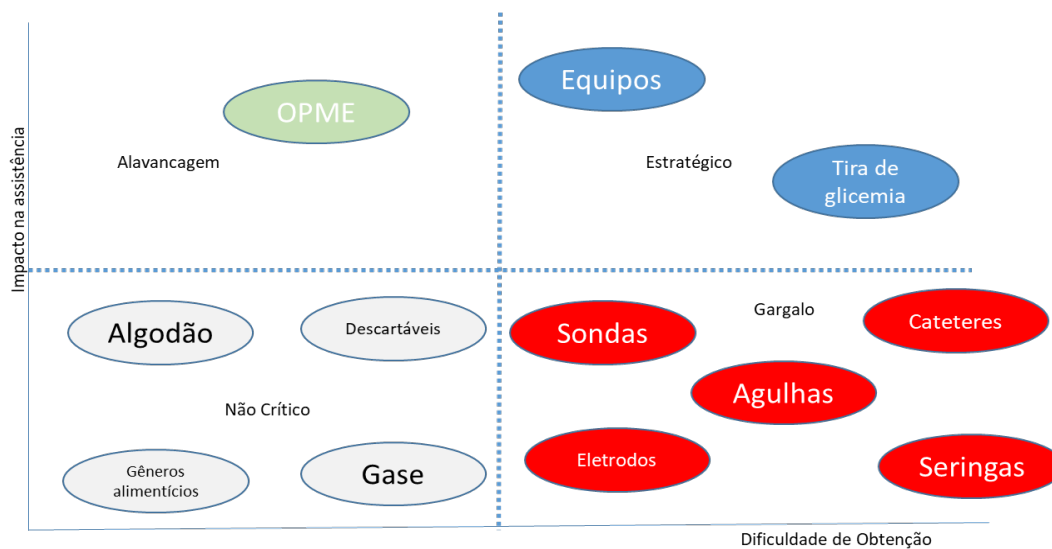 Impacto na assistência
OPME
Alavancagem
Equipos
Estratégico
Tira de
glicemia
Algodão
Descartáveis
Não Crítico
Gêneros
alimentícios
Gase
Gargalo
Sondas
Cateteres
Agulhas
Eletrodos
Seringas
Dificuldade de Obtenção